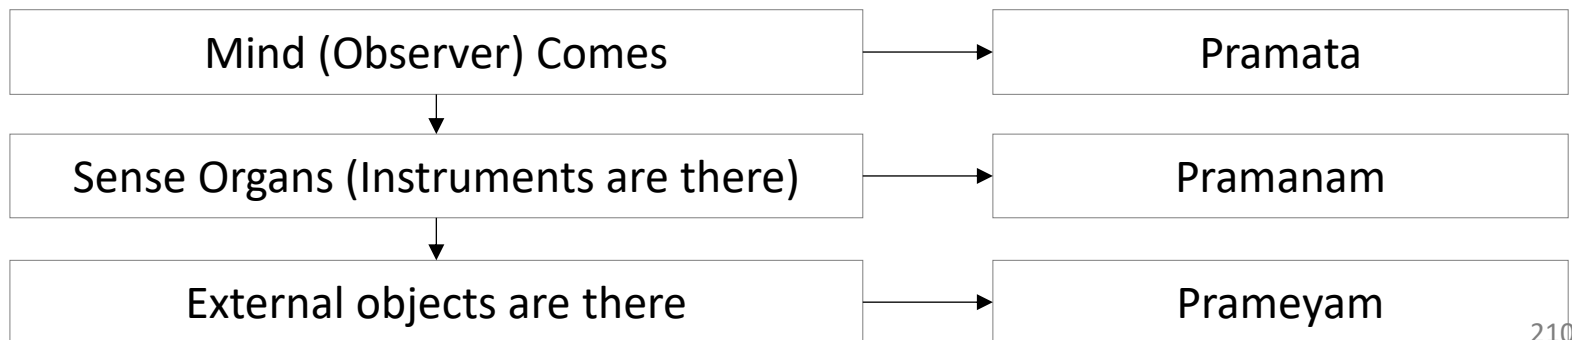 Mind (Observer) Comes
Pramata
Sense Organs (Instruments are there)
Pramanam
External objects are there
Prameyam
210